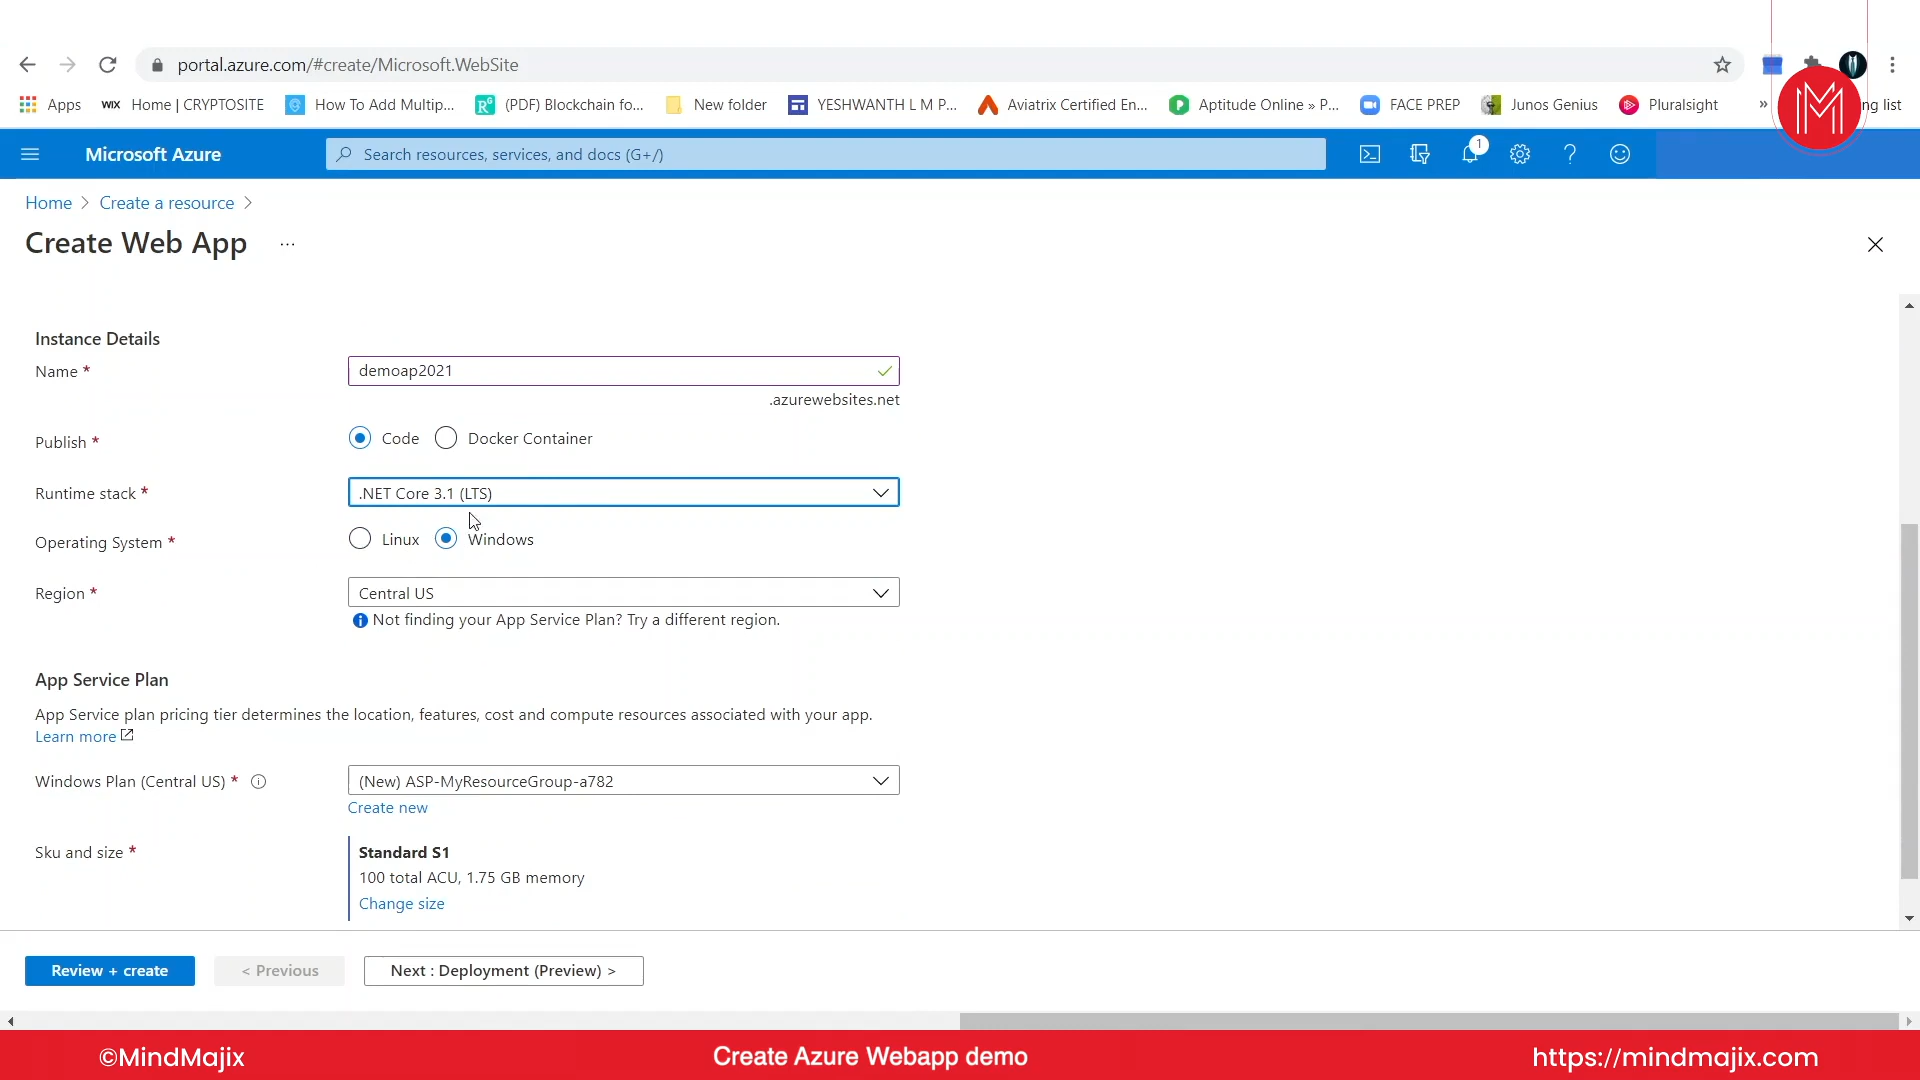 portal.azure.com/#create/Microsoft.WebSite
Apps WIX Home | CRYPTOSITE How To Add Multip... (PDF) Blockchain fo... New folder YESHWANTH L M P... Aviatrix Certified En... Aptitude Online » P... FACE PREP Junos Genius Pluralsight » ng list
Microsoft Azure
Search resources, services, and docs (G+/)
1
Home > Create a resource >
Create Web App ...
Instance Details
Name *
demoap2021
.azurewebsites.net
Publish *
Code Docker Container
Runtime stack *
.NET Core 3.1 (LTS)
Operating System *
Linux Windows
Region *
Central US
Not finding your App Service Plan? Try a different region.
App Service Plan
App Service plan pricing tier determines the location, features, cost and compute resources associated with your app.
Learn more
Windows Plan (Central US) *
(New) ASP-MyResourceGroup-a782
Create new
Sku and size *
Standard S1
100 total ACU, 1.75 GB memory
Change size
Review + create
< Previous
Next : Deployment (Preview) >
©MindMajix
Create Azure Webapp demo
https://mindmajix.com